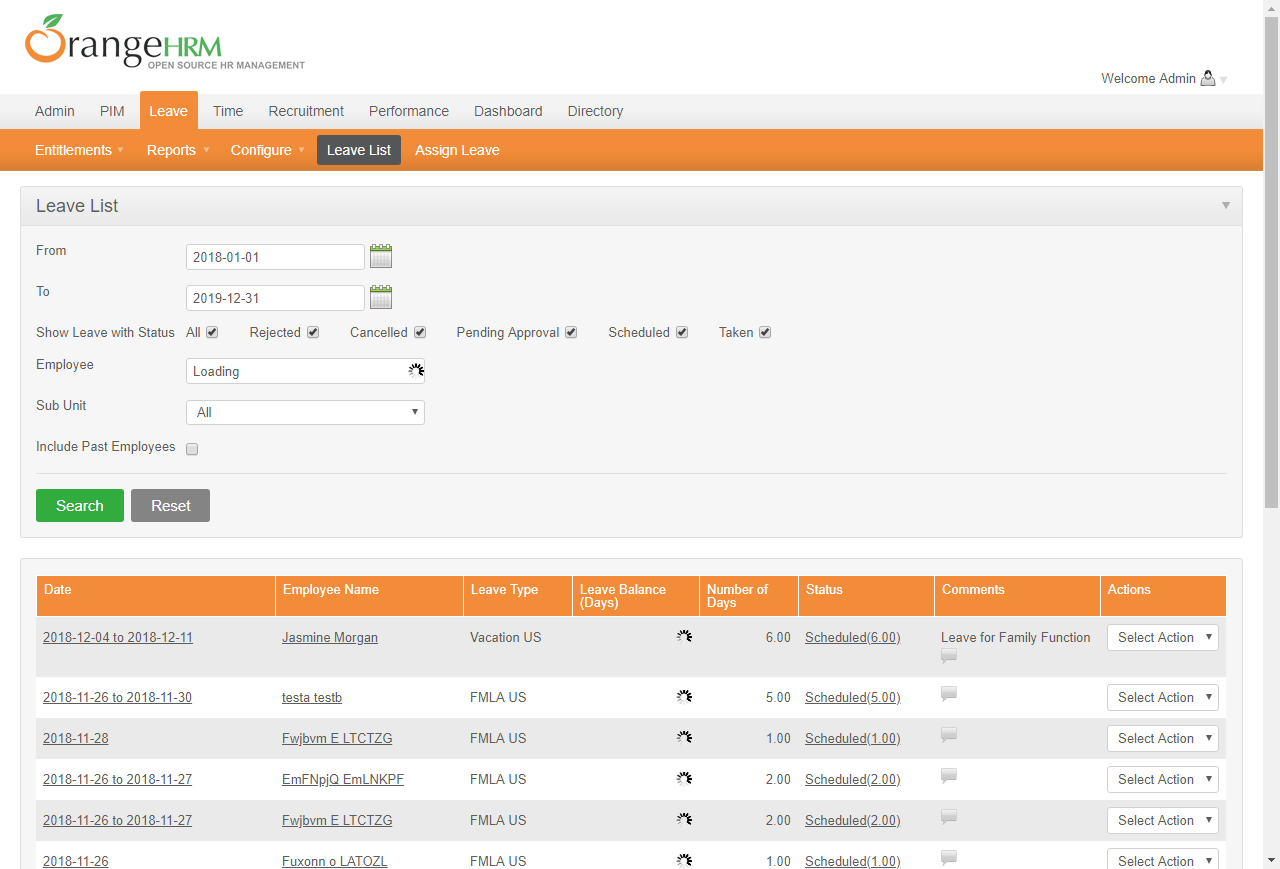 OrangeHRM
OPEN SOURCE HR MANAGEMENT
Welcome Admin
Admin PIM Leave Time Recruitment Performance Dashboard Directory
Entitlements Reports Configure Leave List Assign Leave
Leave List
From 2018-01-01
To 2019-12-31
Show Leave with Status All Rejected Cancelled Pending Approval Scheduled Taken
Employee Loading
Sub Unit All
Include Past Employees
Search Reset
Date Employee Name Leave Type Leave Balance (Days) Number of Days Status Comments Actions
2018-12-04 to 2018-12-11 Jasmine Morgan Vacation US 6.00 Scheduled(6.00) Leave for Family Function Select Action
2018-11-26 to 2018-11-30 testa testb FMLA US 5.00 Scheduled(5.00) Select Action
2018-11-28 Fwjbvm E LTCTZG FMLA US 1.00 Scheduled(1.00) Select Action
2018-11-26 to 2018-11-27 EmFNpjQ EmLNKPF FMLA US 2.00 Scheduled(2.00) Select Action
2018-11-26 to 2018-11-27 Fwjbvm E LTCTZG FMLA US 2.00 Scheduled(2.00) Select Action
2018-11-26 Fuxonn o LATOZL FMLA US 1.00 Scheduled(1.00) Select Action